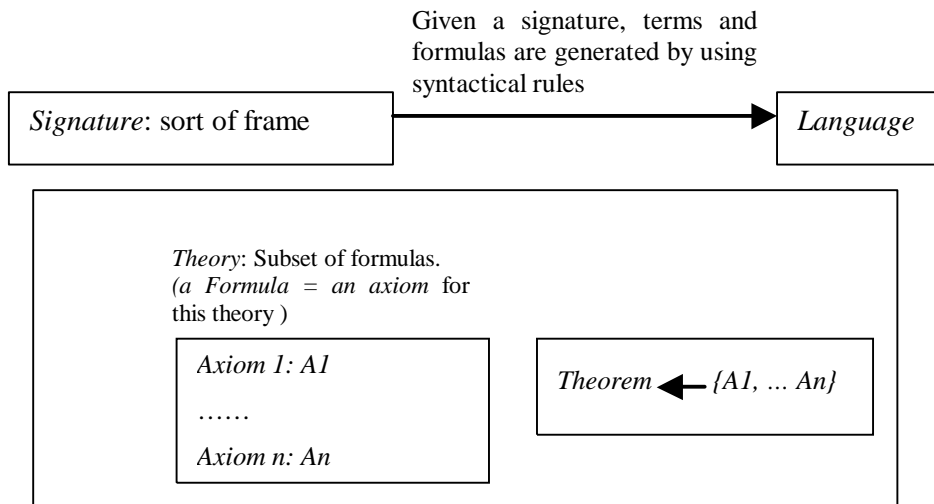 Given a signature, terms and
formulas are generated by using
syntactical rules
Signature: sort of frame
Language
Theory: Subset of formulas.
(a Formula = an axiom for
this theory )
Axiom 1: A1
……
Axiom n: An
Theorem {A1, … An}